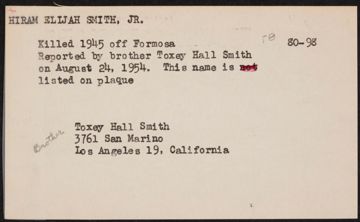 HIRAM ELIJAH SMITH, JR.
Killed 1945 off Formosa
Reported by brother Toxey Hall Smith
on August 24, 1954. This name is not
listed on plaque
80-98
Toxey Hall Smith
3761 San Marino
Los Angeles 19, California
Brother